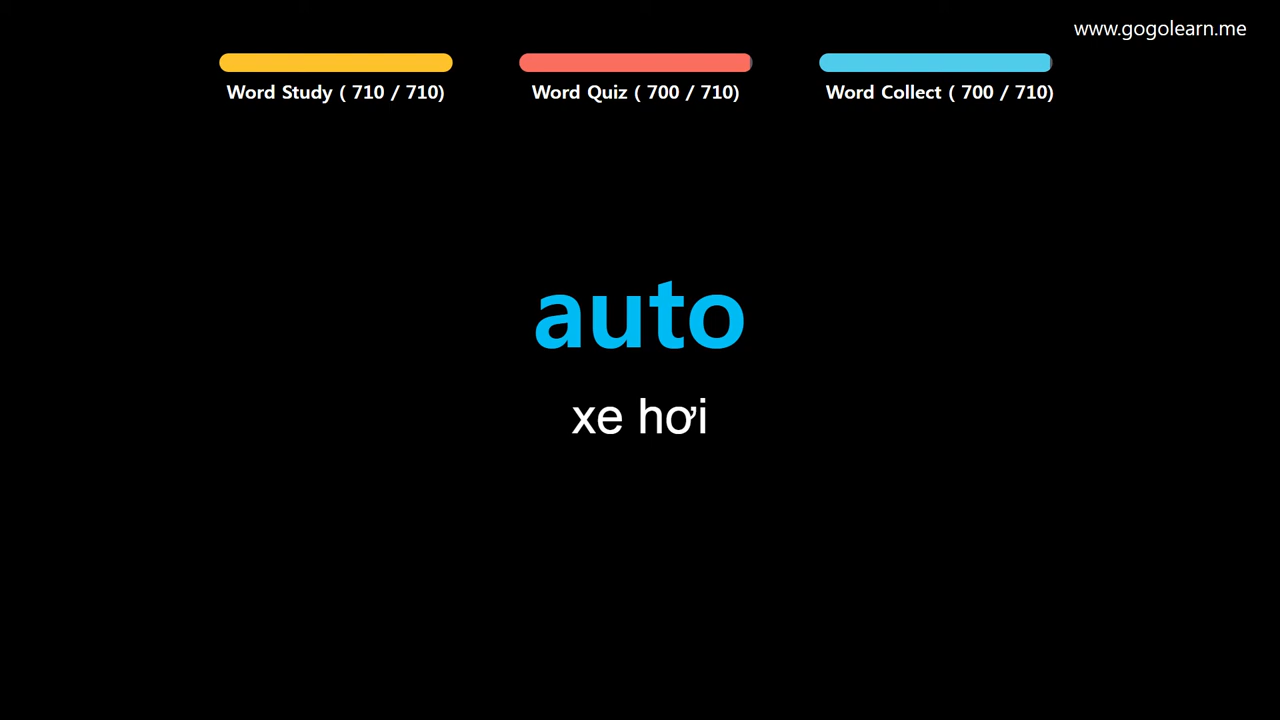 www.gogolearn.me
Word Study ( 710 / 710)
Word Quiz ( 700 / 710)
Word Collect ( 700 / 710)
auto
xe hơi